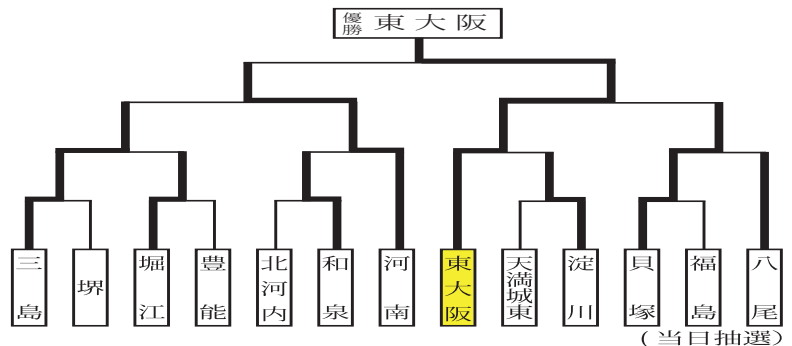 優勝 東大阪
三島
堺
堀江
豊能
北河内
和泉
河南
東大阪
天満城東
淀川
貝塚
福島
八尾
(当日抽選)